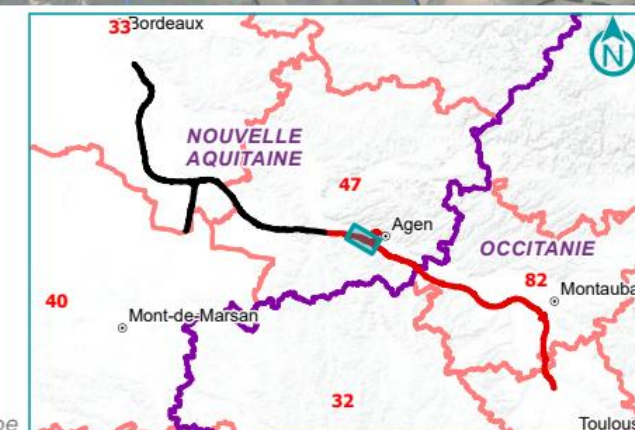 33
Bordeaux
N
NOUVELLE
AQUITAINE
47
Agen
OCCITANIE
82
Montauba
40
Mont-de-Marsan
32
Toulous